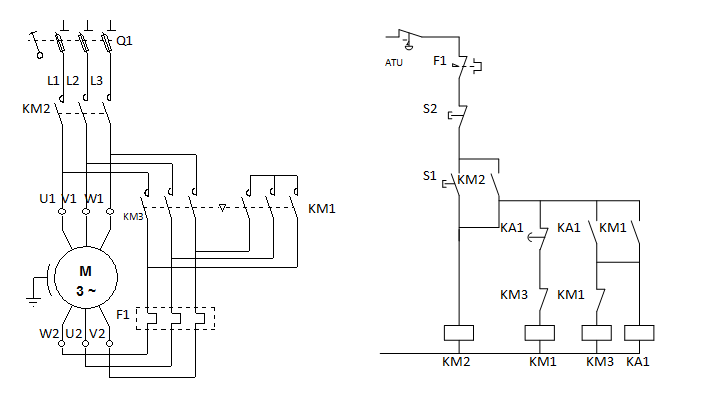 Q1
L1 L2 L3
KM2
U1 V1 W1
KM3
KM1
M
3 ~
F1
W2 U2 V2
ATU
F1
S2
S1
KM2
KA1
KA1
KM1
KM3
KM1
KM2
KM1
KM3
KA1